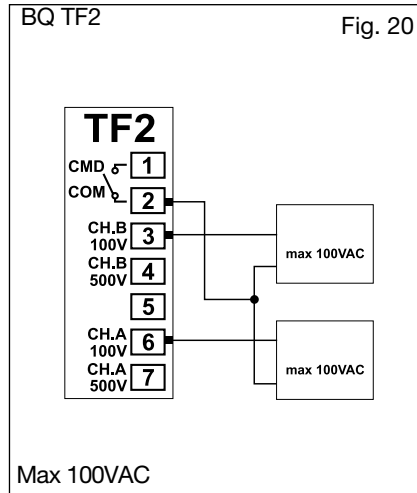 BQ TF2
Fig. 20
TF2
CMD
1
COM
2
CH.B
100V
3
CH.B
500V
4
5
CH.A
100V
6
CH.A
500V
7
max 100VAC
max 100VAC
Max 100VAC